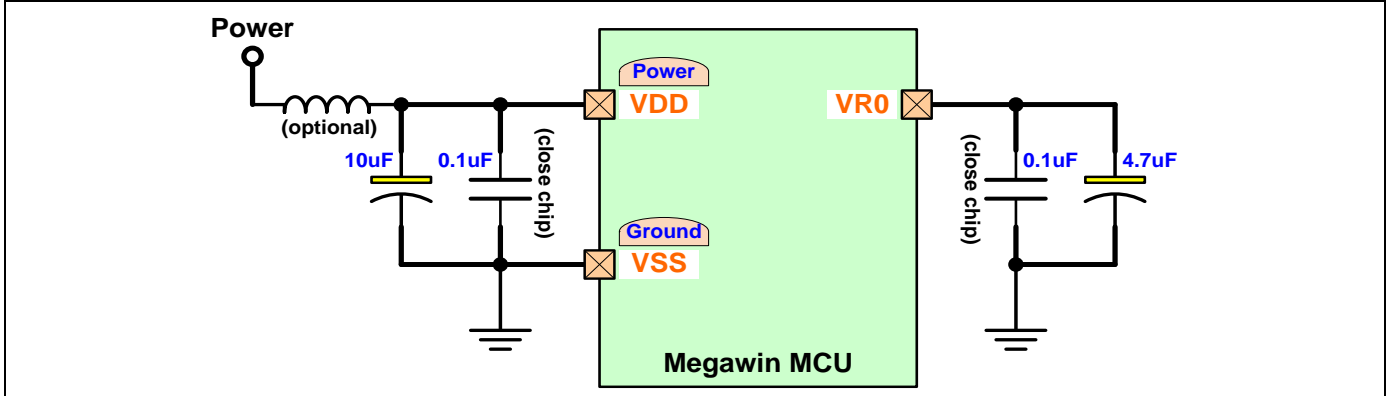 Power
(optional)
10uF
0.1uF
(close chip)
Power
VDD
Ground
VSS
VR0
(close chip)
0.1uF
4.7uF
Megawin MCU